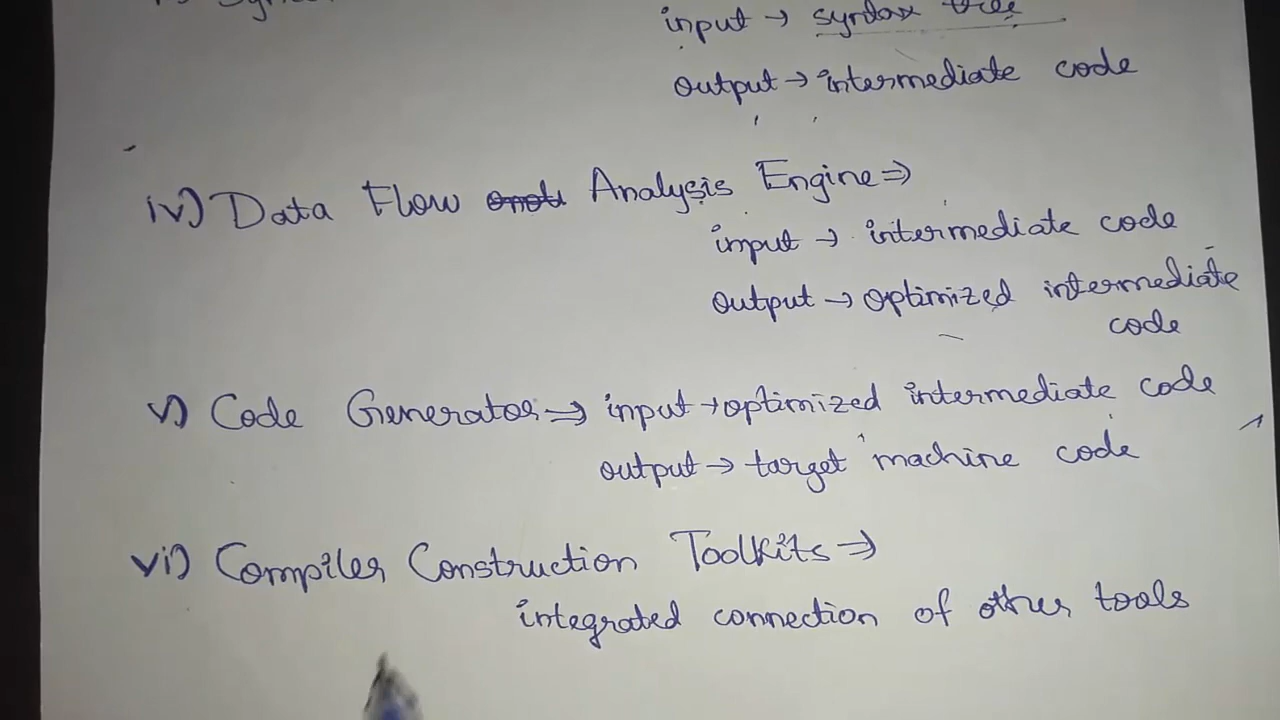 input → syntax tree
output → intermediate code
iv) Data Flow Analysis Engine ⇒
input → intermediate code
output → optimized intermediate
code
v) Code Generator ⇒ input → optimized intermediate code
output → target machine code
vi) Compiler Construction Toolkits ⇒
integrated connection of other tools